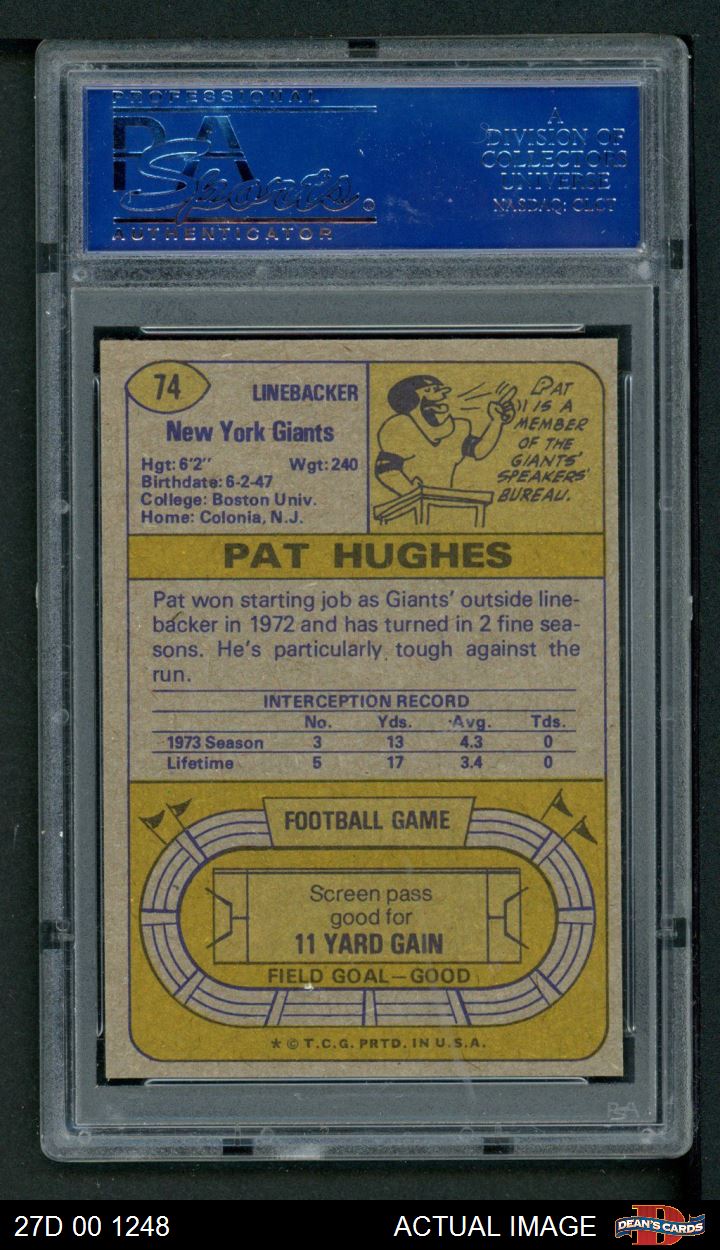 PROFESSIONAL
PSA
Sports
AUTHENTICATOR
A
DIVISION OF
COLLECTORS
UNIVERSE
NASDAQ: CLCT
74
LINEBACKER
New York Giants
Hgt: 6'2" Wgt: 240
Birthdate: 6-2-47
College: Boston Univ.
Home: Colonia, N.J.
PAT
IS A
MEMBER
OF THE
GIANTS'
SPEAKERS'
BUREAU.
PAT HUGHES
Pat won starting job as Giants' outside line-
backer in 1972 and has turned in 2 fine sea-
sons. He's particularly tough against the
run.
INTERCEPTION RECORD
No. Yds. Avg. Tds.
1973 Season 3 13 4.3 0
Lifetime 5 17 3.4 0
FOOTBALL GAME
Screen pass
good for
11 YARD GAIN
FIELD GOAL—GOOD
* © T.C.G. PRTD. IN U.S.A.
PSA
27D 00 1248
ACTUAL IMAGE
D
DEAN'S CARDS